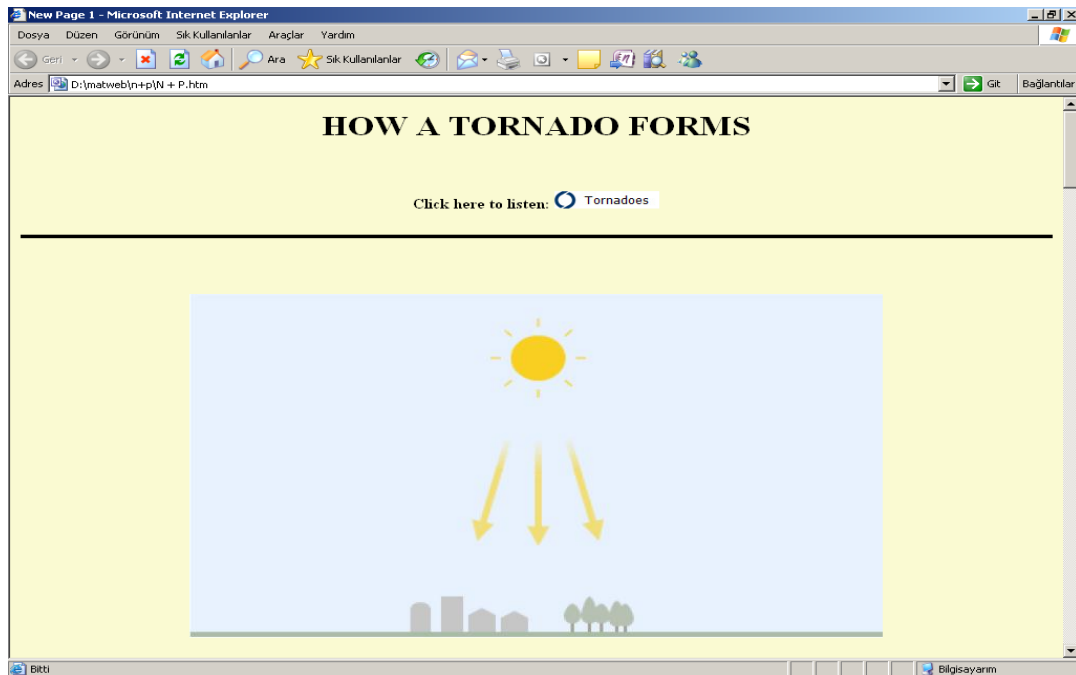 New Page 1 - Microsoft Internet Explorer
Dosya Düzen Görünüm Sık Kullanılanlar Araçlar Yardım
Geri Ara Sık Kullanılanlar
Adres D:\matweb\n+p\N + P.htm Git Bağlantılar
HOW A TORNADO FORMS
Click here to listen: Tornadoes
Bitti Bilgisayarım